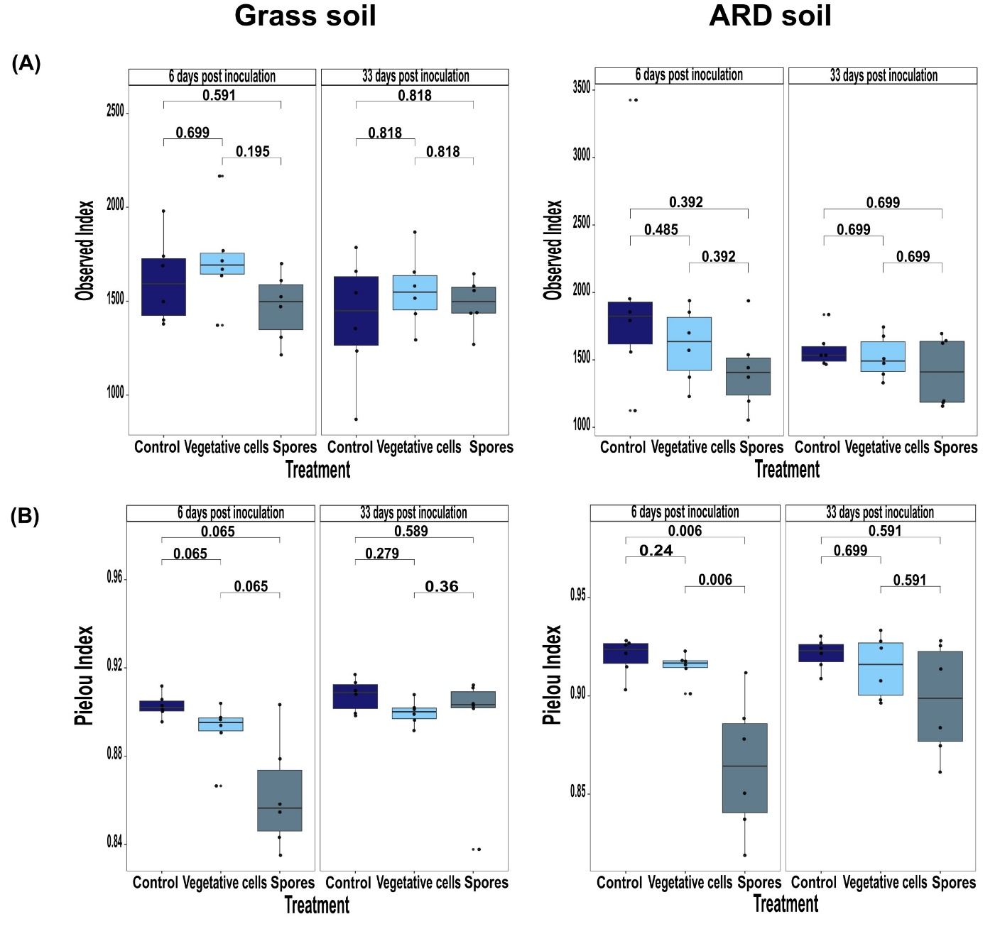 Grass soil ARD soil
(A)
6 days post inoculation 33 days post inoculation
0.591 0.818
0.699 0.818
0.195 0.818
2500
2000
1500
1000
Observed Index
Control Vegetative cells Spores Control Vegetative cells Spores
Treatment
6 days post inoculation 33 days post inoculation
3500
3000
2500
2000
1500
1000
0.392 0.699
0.485 0.699
0.392 0.699
Observed Index
Control Vegetative cells Spores Control Vegetative cells Spores
Treatment
(B)
6 days post inoculation 33 days post inoculation
0.065 0.589
0.065 0.279
0.065 0.36
0.96
0.92
0.88
0.84
Pielou Index
Control Vegetative cells Spores Control Vegetative cells Spores
Treatment
6 days post inoculation 33 days post inoculation
0.006 0.591
0.24 0.699
0.006 0.591
0.95
0.90
0.85
Pielou Index
Control Vegetative cells Spores Control Vegetative cells Spores
Treatment